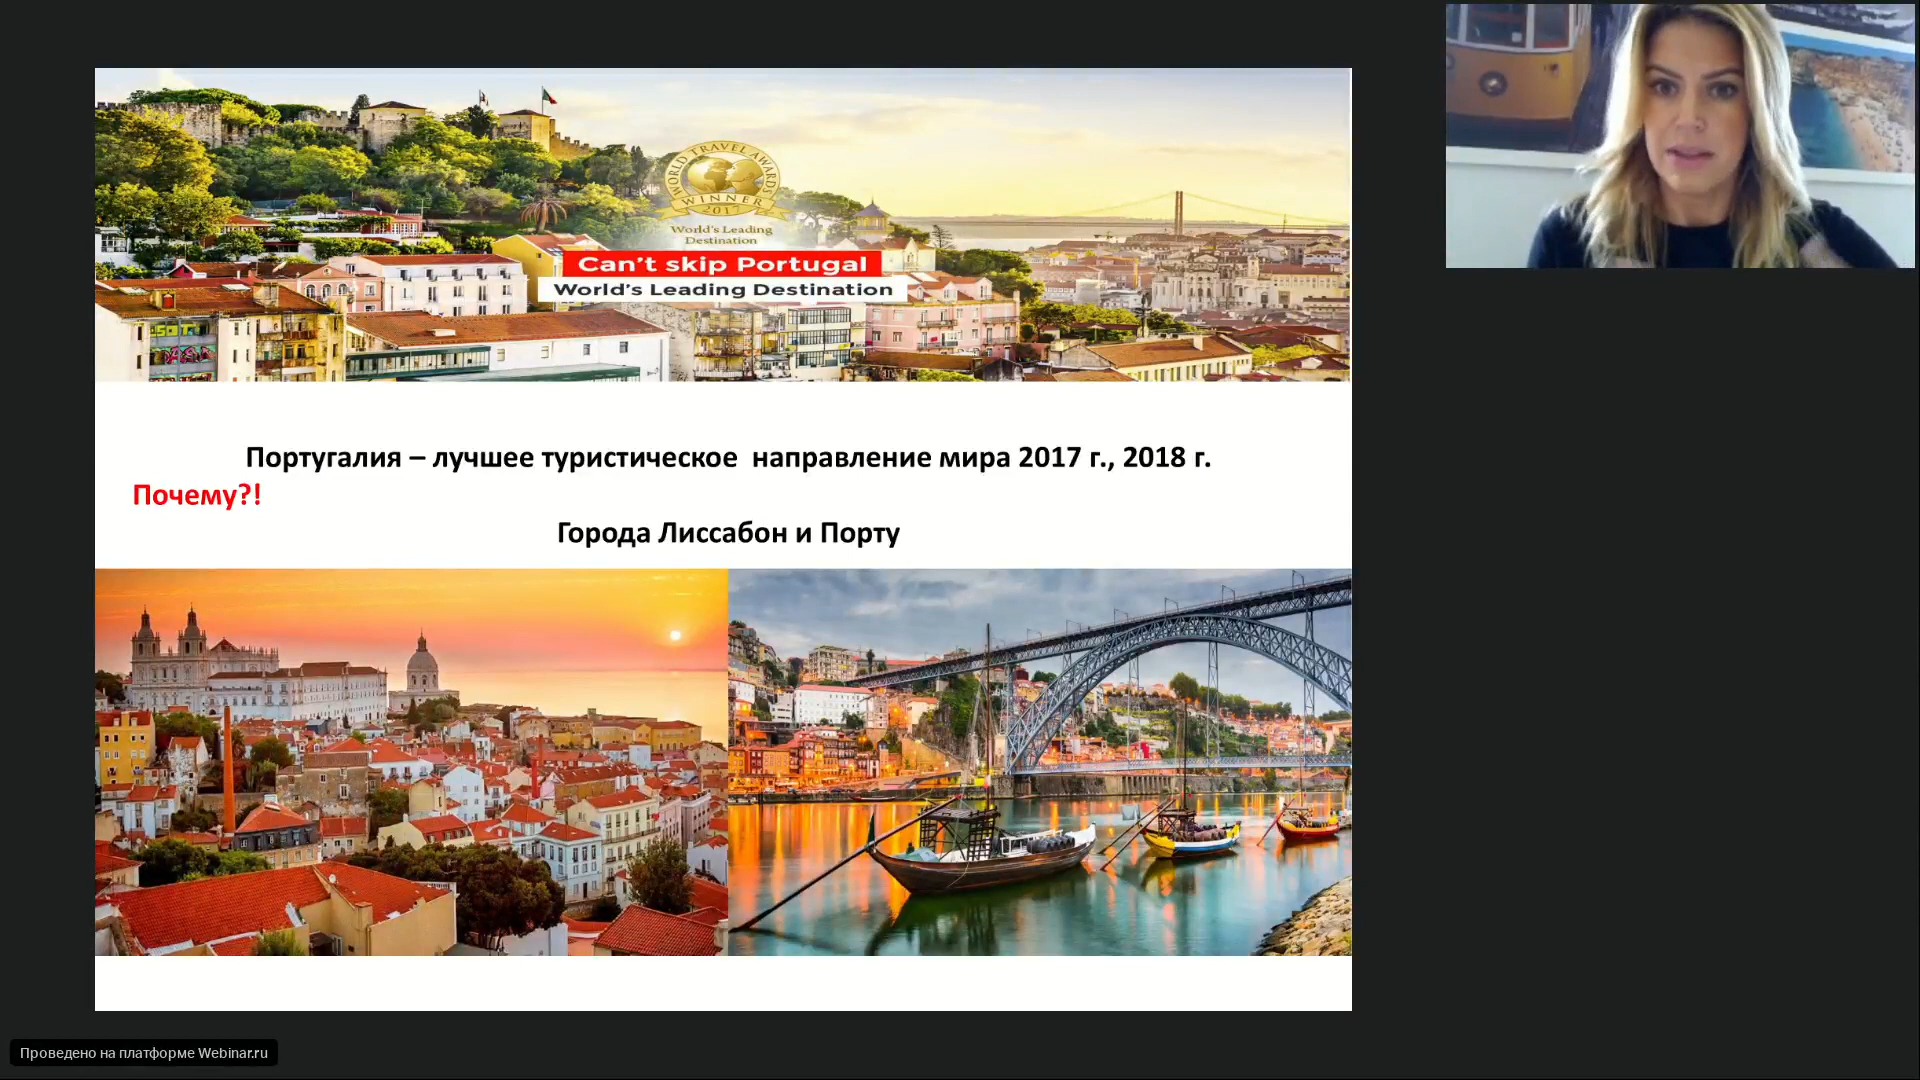 WORLD TRAVEL AWARDS
WINNER
2017
World's Leading
Destination
Can't skip Portugal
World's Leading Destination
Португалия – лучшее туристическое  направление мира 2017 г., 2018 г.
Почему?!
Города Лиссабон и Порту
Проведено на платформе Webinar.ru